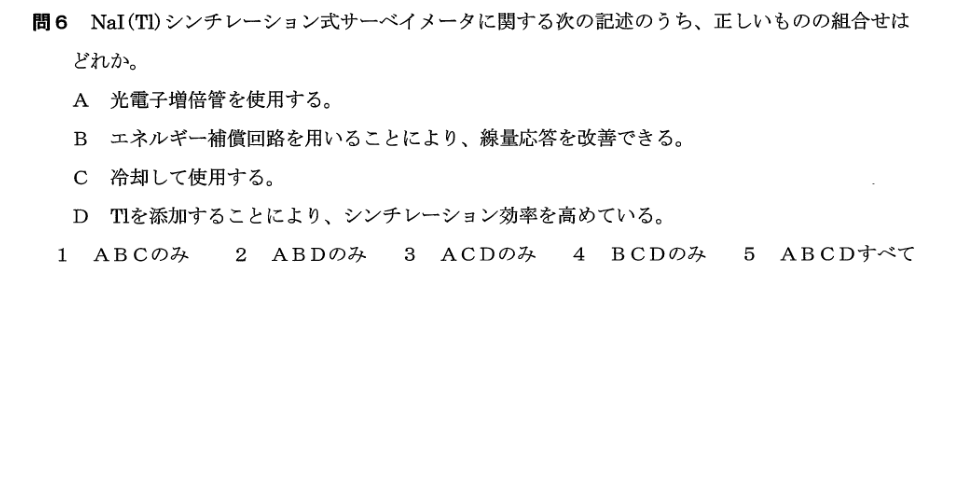 問6 NaI(Tl)シンチレーション式サーベイメータに関する次の記述のうち、正しいものの組合せは
どれか。
A 光電子増倍管を使用する。
B エネルギー補償回路を用いることにより、線量応答を改善できる。
C 冷却して使用する。
D Tlを添加することにより、シンチレーション効率を高めている。
1 ABCのみ 2 ABDのみ 3 ACDのみ 4 BCDのみ 5 ABCDすべて